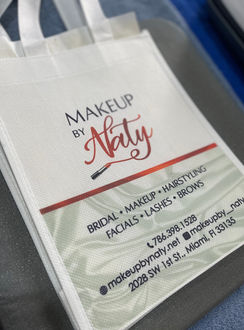 MAKEUP
BY
Naty
BRIDAL • MAKEUP • HAIRSTYLING
FACIALS • LASHES • BROWS
786.398.1528
makeupbynaty.net makeupby_naty
2028 SW 1st St., Miami, Fl 33135